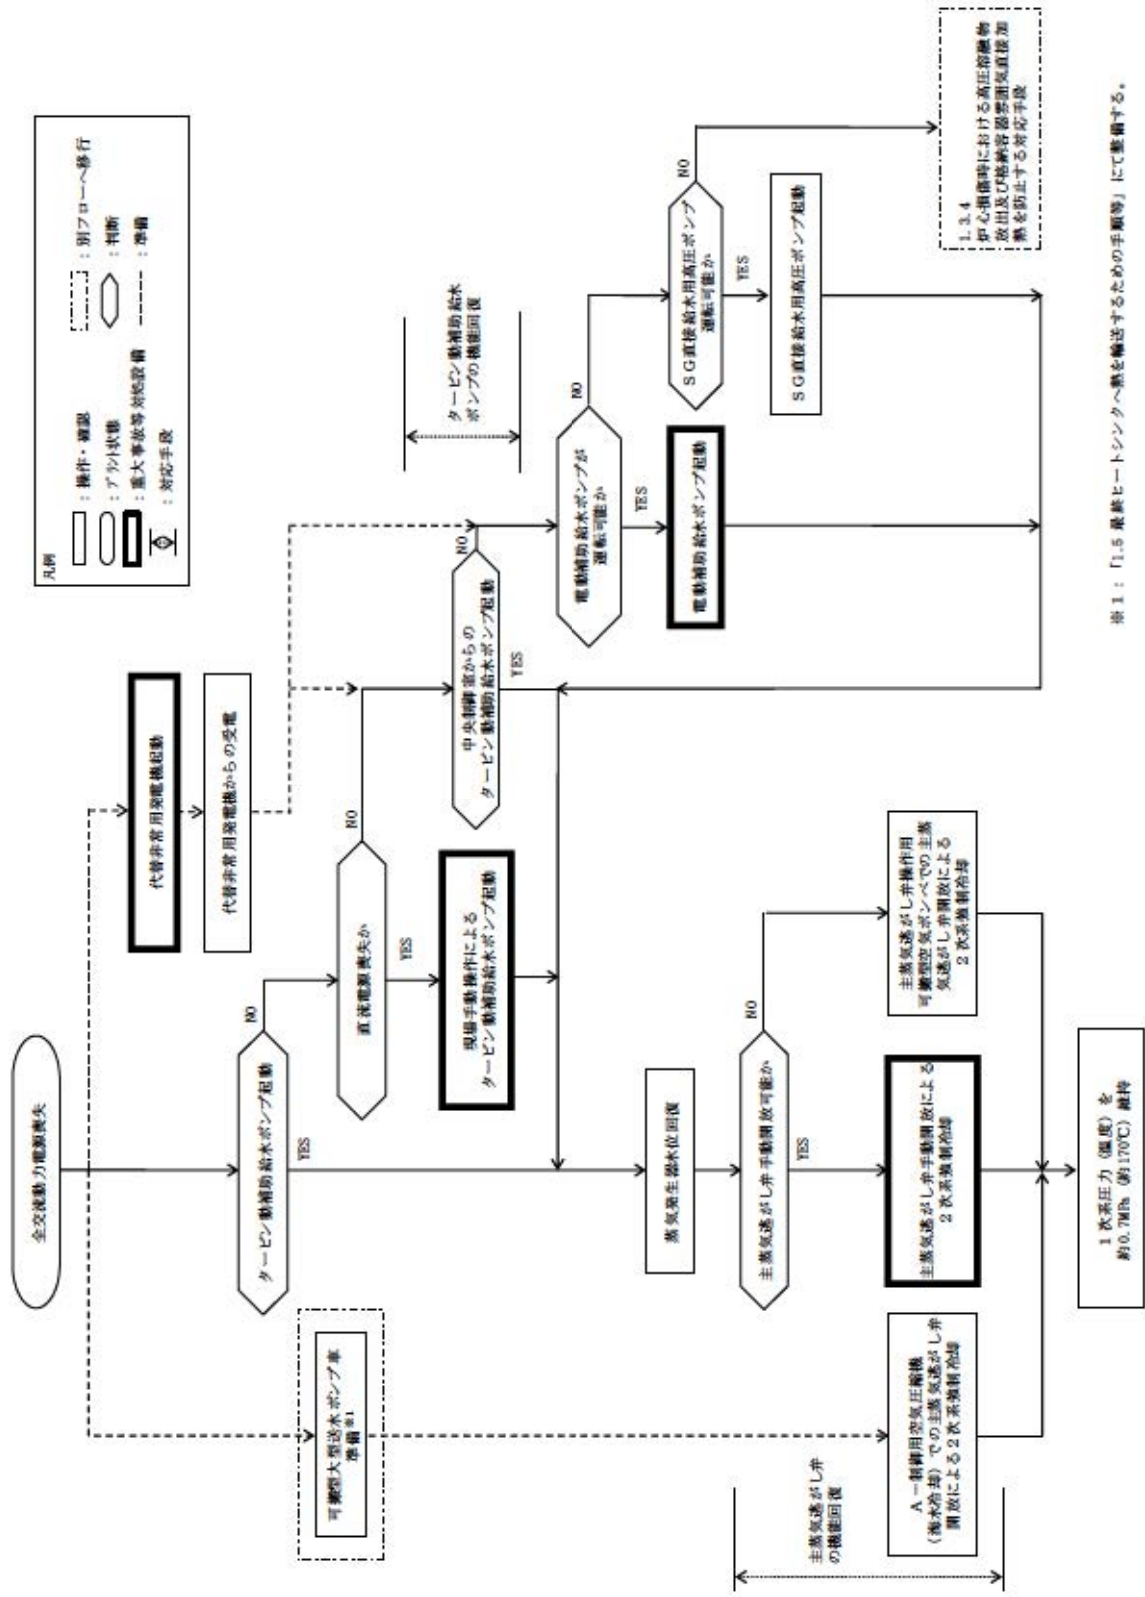 全交流動力電源喪失
代替非常用発電機起動
代替非常用発電機からの受電
凡例
：操作・確認
：別フローへ移行
：プラント状態
：判断
：重大事故等対処設備
：準備
：対応手段
タービン動補助給水ポンプ起動
NO
YES
可搬型大型送水ポンプ車
準備※1
直流電源喪失か
NO
YES
現場手動操作による
タービン動補助給水ポンプ起動
中央制御室からの
タービン動補助給水ポンプ起動
NO
YES
タービン動補助給水
ポンプの機能回復
電動補助給水ポンプが
運転可能か
NO
YES
電動補助給水ポンプ起動
ＳＧ直接給水用高圧ポンプ
運転可能か
NO
YES
ＳＧ直接給水用高圧ポンプ起動
1.3.4
炉心損傷時における高圧溶融物
放出及び格納容器雰囲気直接加
熱を防止する対応手段
蒸気発生器水位回復
主蒸気逃がし弁手動開放可能か
NO
YES
主蒸気逃がし弁
の機能回復
Ａ－制御用空気圧縮機
（海水冷却）での主蒸気逃がし弁
開放による２次系強制冷却
主蒸気逃がし弁手動開放による
２次系強制冷却
主蒸気逃がし弁操作用
可搬型空気ボンベでの主蒸
気逃がし弁開放による
２次系強制冷却
１次系圧力（温度）を
約0.7MPa（約170℃）維持
※１：「1.5 最終ヒートシンクへ熱を輸送するための手順等」にて整備する。